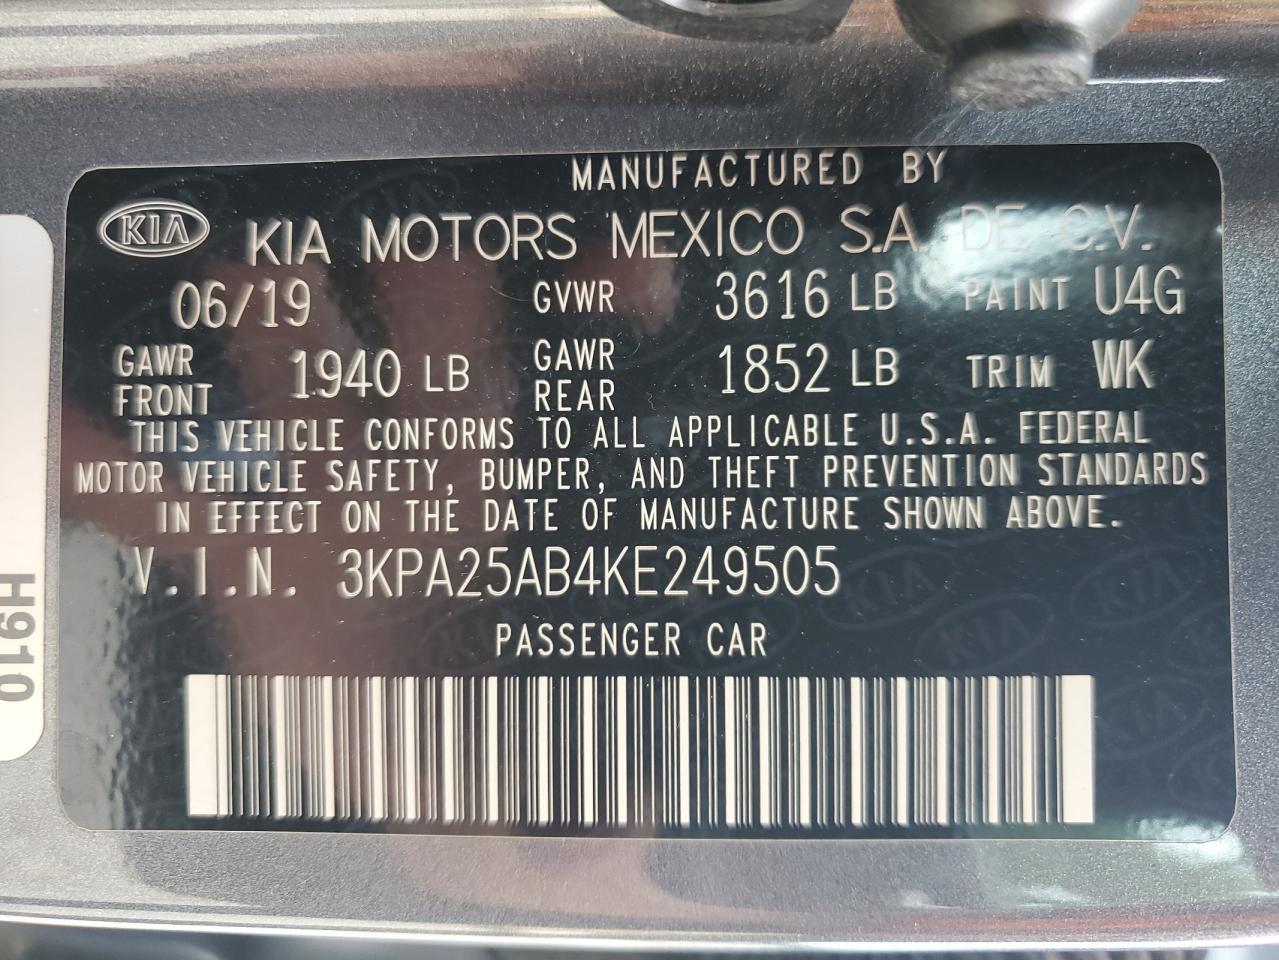 MANUFACTURED BY
KIA KIA MOTORS MEXICO S.A. DE C.V.
06/19 GVWR 3616 LB PAINT U4G
GAWR FRONT 1940 LB GAWR REAR 1852 LB TRIM WK
THIS VEHICLE CONFORMS TO ALL APPLICABLE U.S.A. FEDERAL
MOTOR VEHICLE SAFETY, BUMPER, AND THEFT PREVENTION STANDARDS
IN EFFECT ON THE DATE OF MANUFACTURE SHOWN ABOVE.
V.I.N. 3KPA25AB4KE249505
PASSENGER CAR
H910